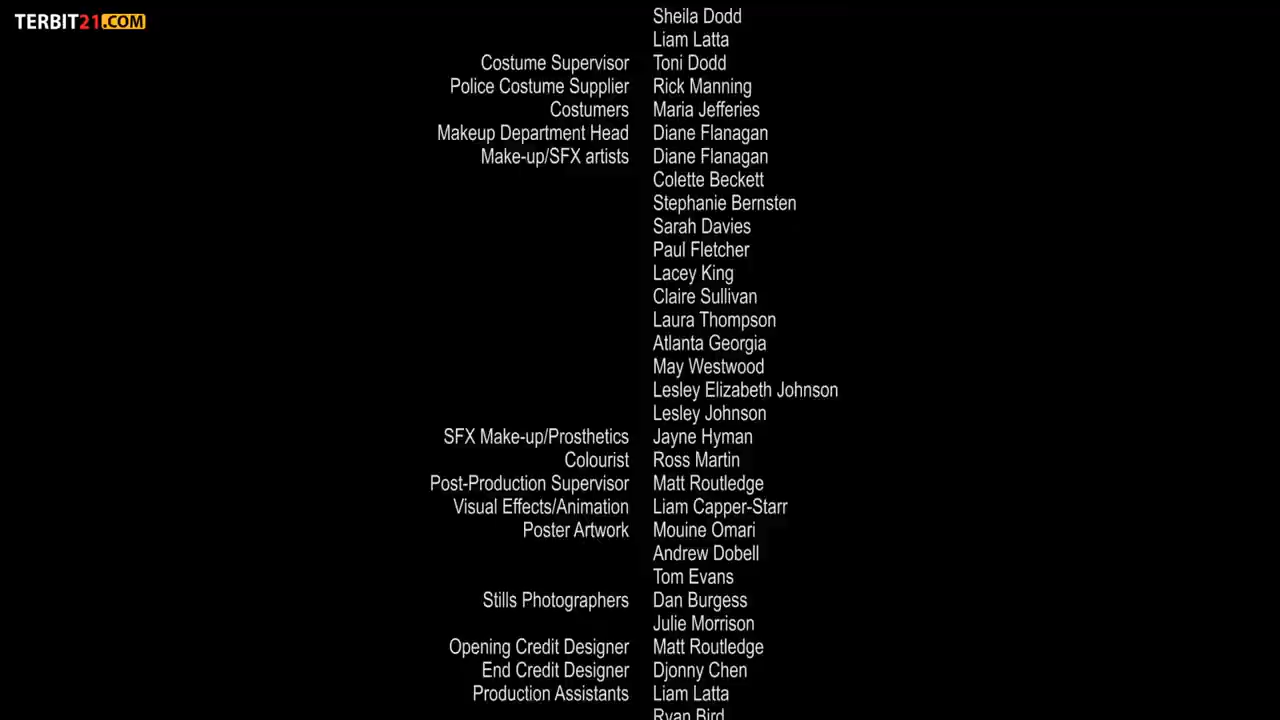 TERBIT21.COM
Sheila Dodd
Liam Latta
Costume Supervisor Toni Dodd
Police Costume Supplier Rick Manning
Costumers Maria Jefferies
Makeup Department Head Diane Flanagan
Make-up/SFX artists Diane Flanagan
Colette Beckett
Stephanie Bernsten
Sarah Davies
Paul Fletcher
Lacey King
Claire Sullivan
Laura Thompson
Atlanta Georgia
May Westwood
Lesley Elizabeth Johnson
Lesley Johnson
SFX Make-up/Prosthetics Jayne Hyman
Colourist Ross Martin
Post-Production Supervisor Matt Routledge
Visual Effects/Animation Liam Capper-Starr
Poster Artwork Mouine Omari
Andrew Dobell
Tom Evans
Stills Photographers Dan Burgess
Julie Morrison
Opening Credit Designer Matt Routledge
End Credit Designer Djonny Chen
Production Assistants Liam Latta
Ryan Bird